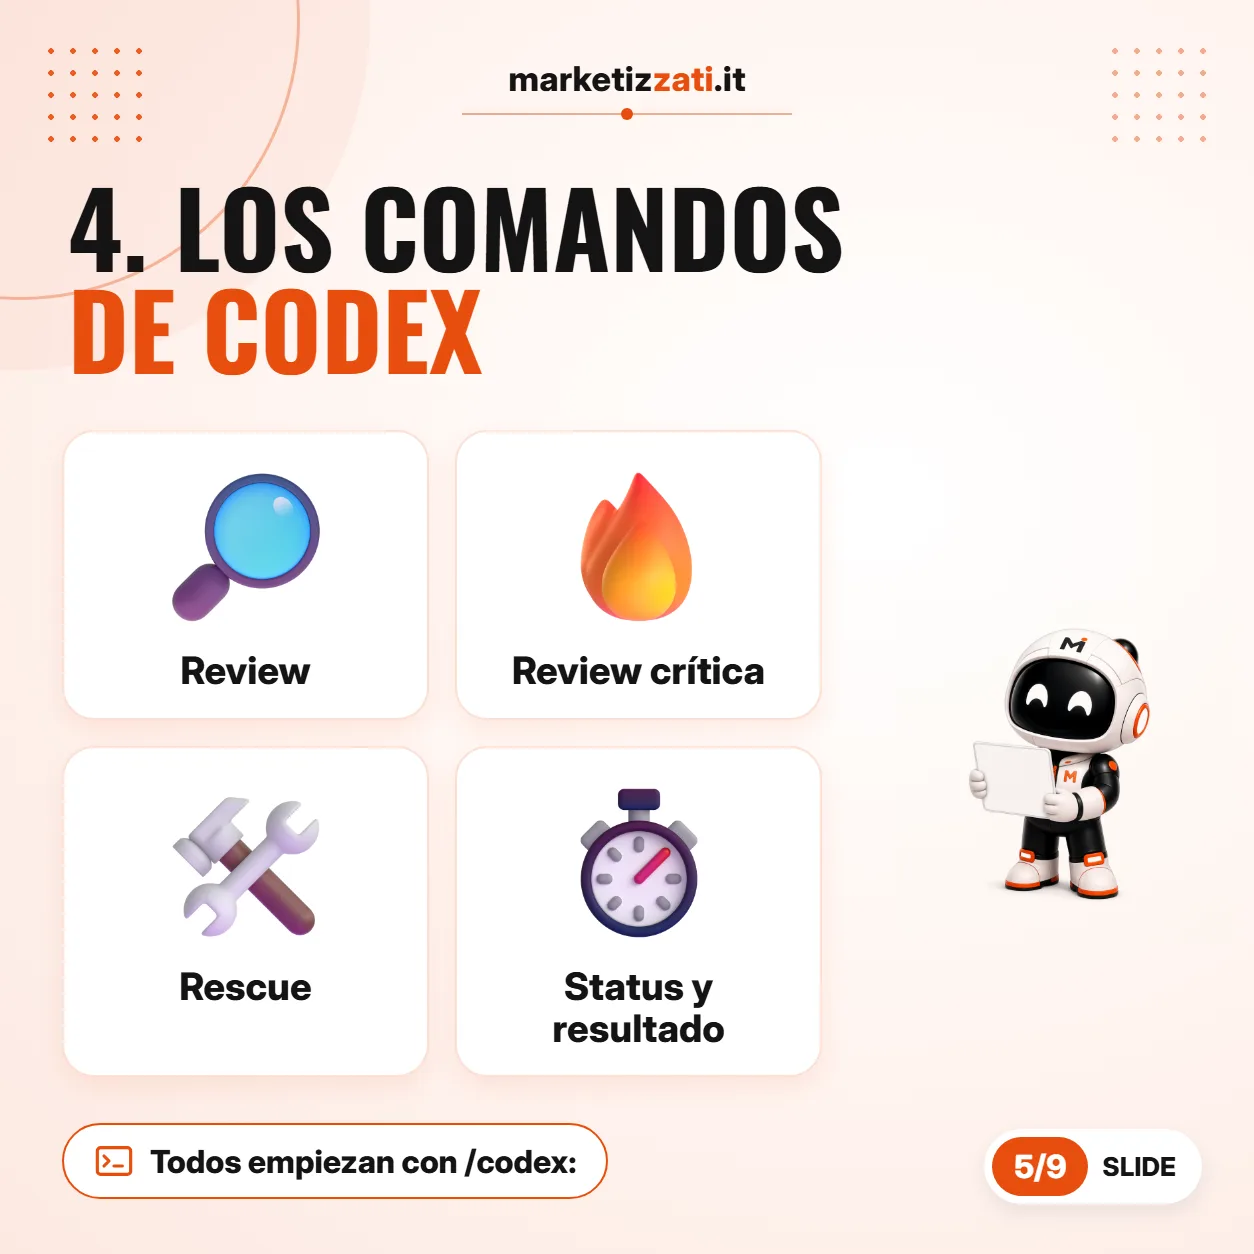 marketizzati.it
4. LOS COMANDOS
DE CODEX
Review
Review crítica
Rescue
Status y
resultado
M
M
Todos empiezan con /codex:
5/9 SLIDE